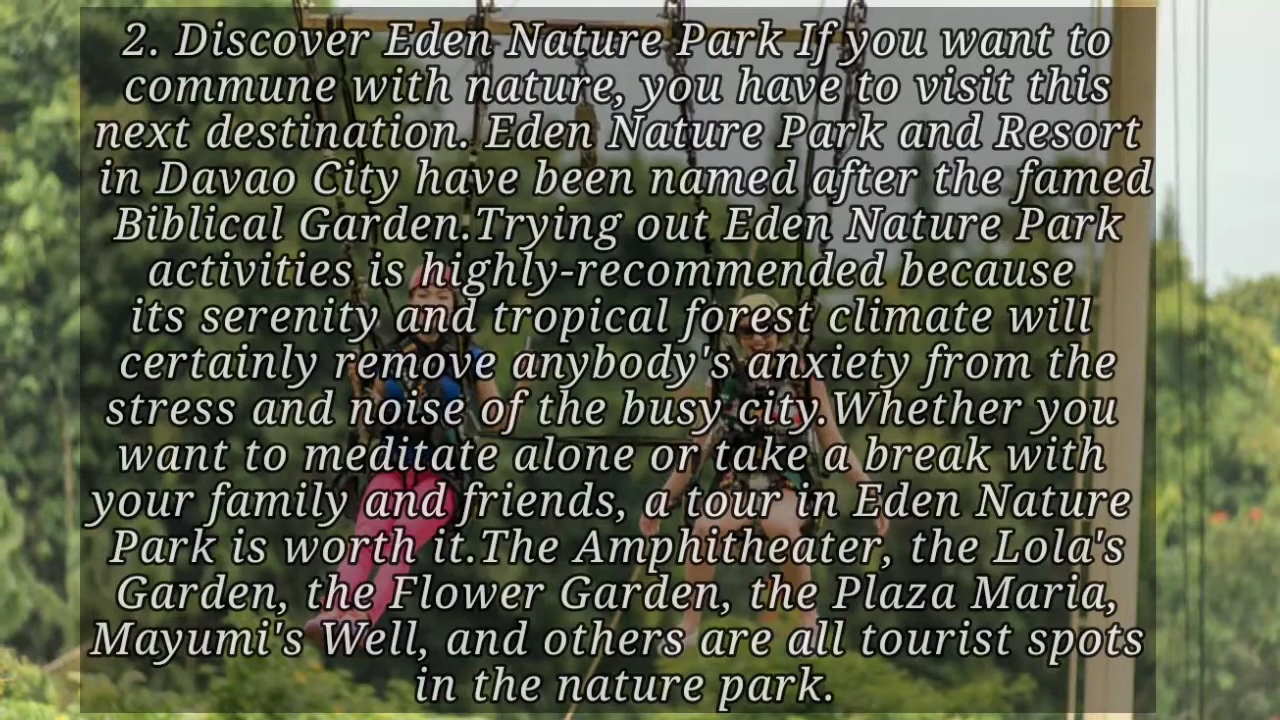 2. Discover Eden Nature Park If you want to
commune with nature, you have to visit this
next destination. Eden Nature Park and Resort
in Davao City have been named after the famed
Biblical Garden.Trying out Eden Nature Park
activities is highly-recommended because
its serenity and tropical forest climate will
certainly remove anybody's anxiety from the
stress and noise of the busy city.Whether you
want to meditate alone or take a break with
your family and friends, a tour in Eden Nature
Park is worth it.The Amphitheater, the Lola's
Garden, the Flower Garden, the Plaza Maria,
Mayumi's Well, and others are all tourist spots
in the nature park.